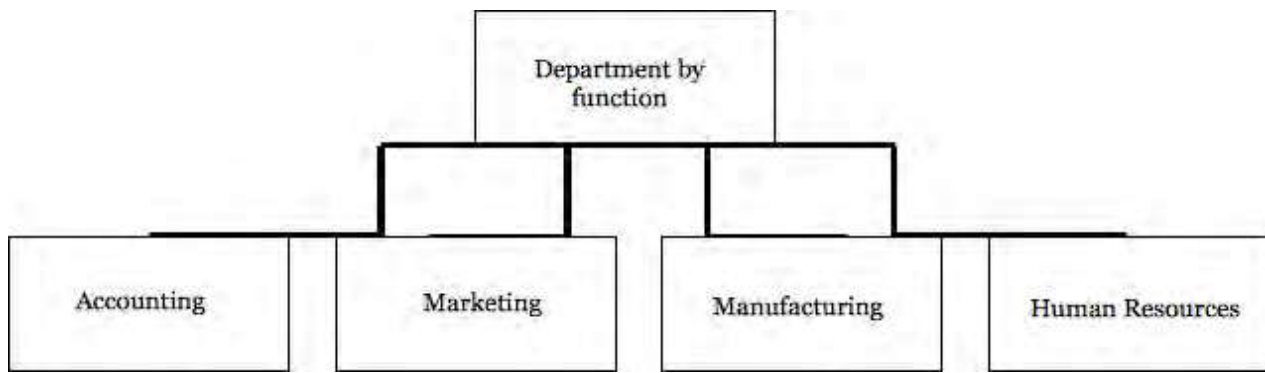 Department by
function
Accounting
Marketing
Manufacturing
Human Resources